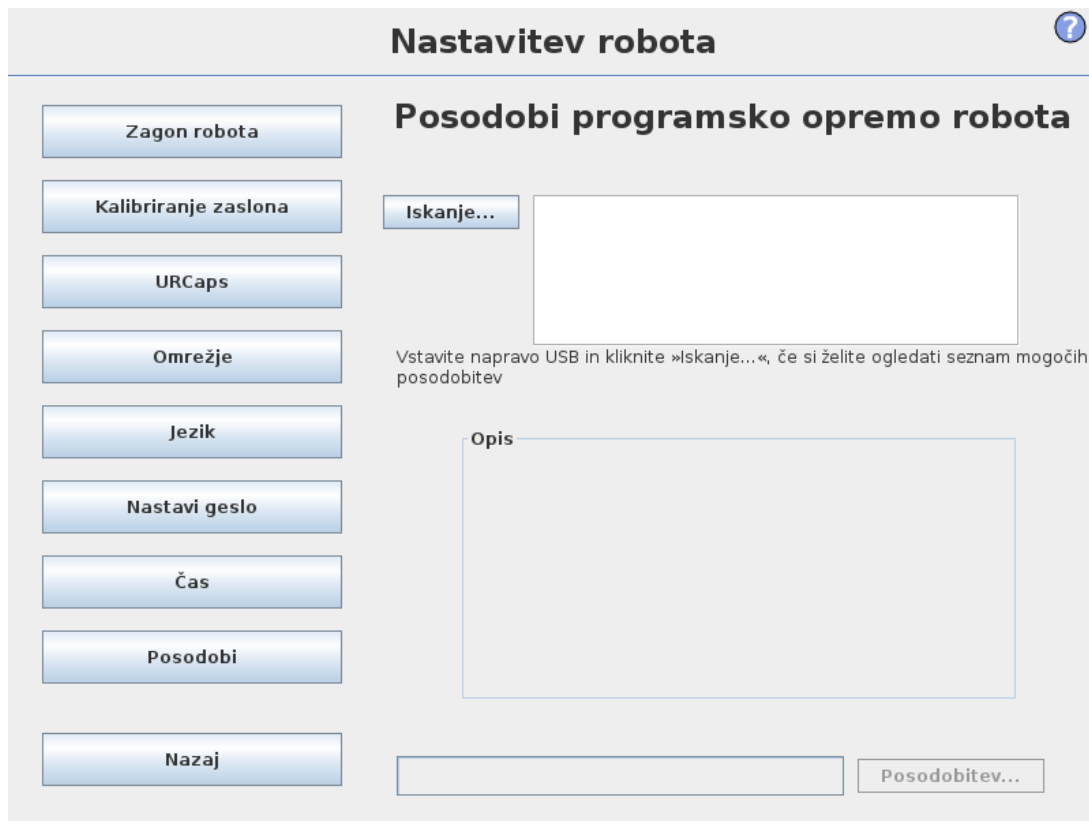 Nastavitev robota
?
Zagon robota
Kalibriranje zaslona
URCaps
Omrežje
Jezik
Nastavi geslo
Čas
Posodobi
Nazaj
Posodobi programsko opremo robota
Iskanje...
Vstavite napravo USB in kliknite »Iskanje...«, če si želite ogledati seznam mogočih
posodobitev
Opis
Posodobitev...